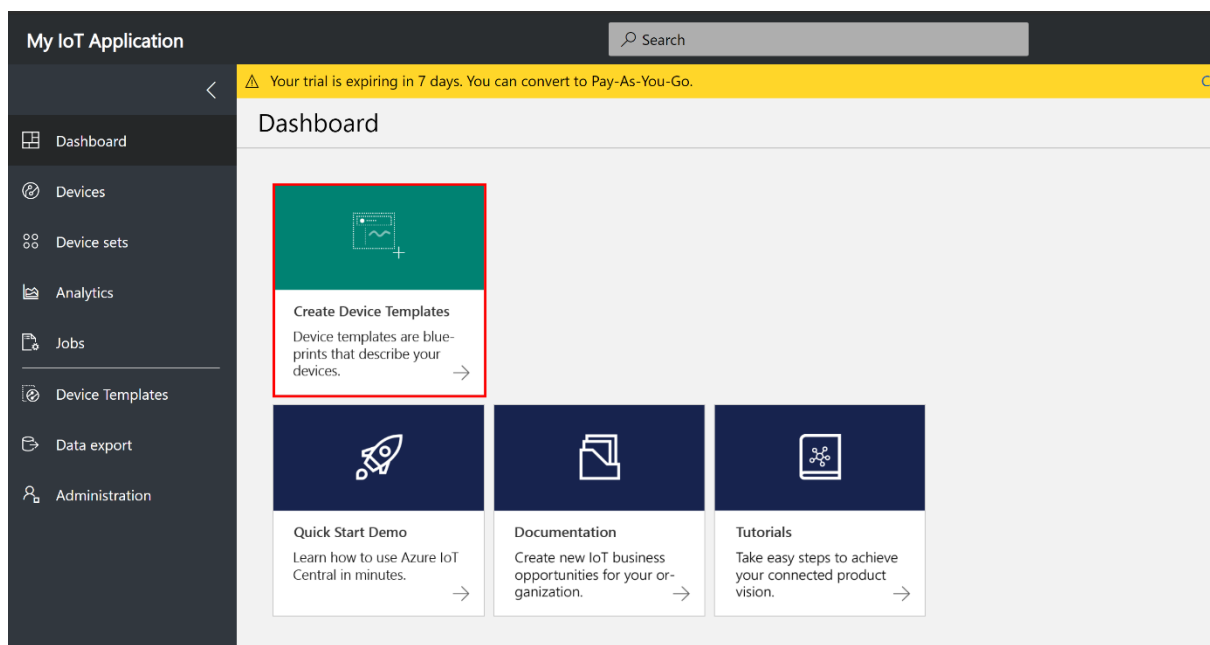 My IoT Application
Search
Your trial is expiring in 7 days. You can convert to Pay-As-You-Go.
Dashboard
Devices
Device sets
Analytics
Jobs
Device Templates
Data export
Administration
Dashboard
Create Device Templates
Device templates are blue-
prints that describe your
devices.
Quick Start Demo
Learn how to use Azure IoT
Central in minutes.
Documentation
Create new IoT business
opportunities for your or-
ganization.
Tutorials
Take easy steps to achieve
your connected product
vision.